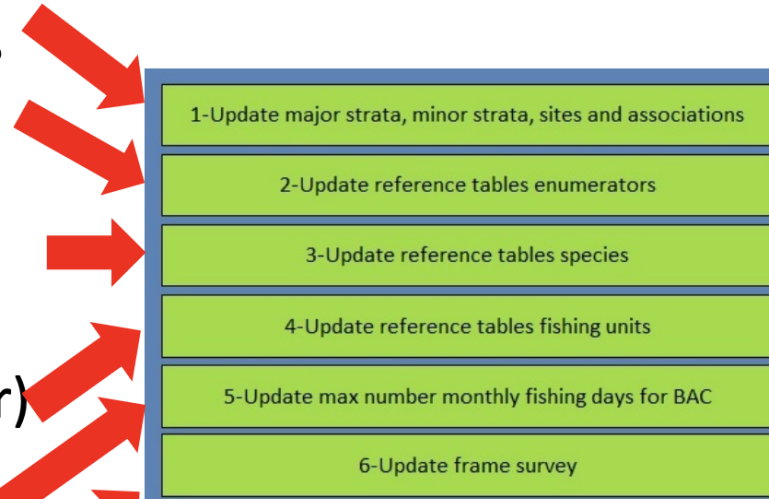 1-Update major strata, minor strata, sites and associations
2-Update reference tables enumerators
3-Update reference tables species
4-Update reference tables fishing units
r)
5-Update max number monthly fishing days for BAC
6-Update frame survey